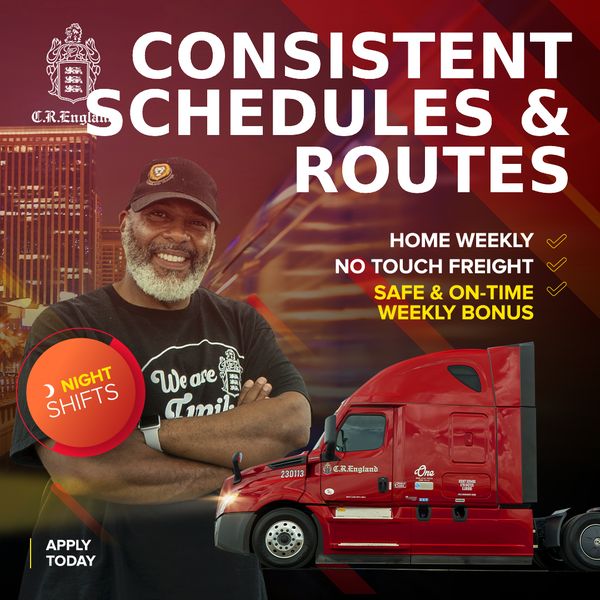 CONSISTENT
C.R.England
SCHEDULES &
ROUTES
HOME WEEKLY
NO TOUCH FREIGHT
SAFE & ON-TIME
WEEKLY BONUS
NIGHT
SHIFTS
We are
Family
230113
C.R.England
One
APPLY
TODAY